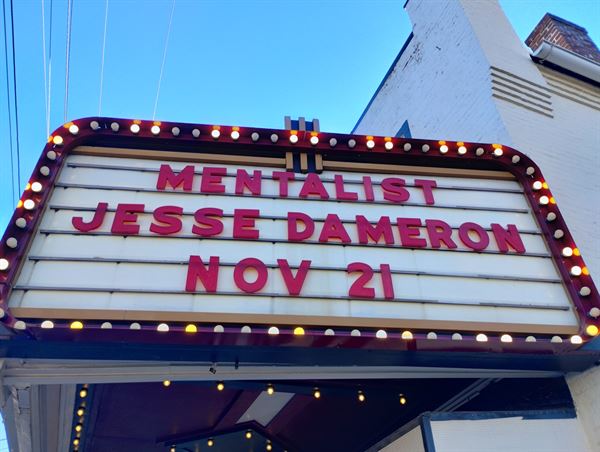 MENTALIST
JESSE DAMERON
NOV 21